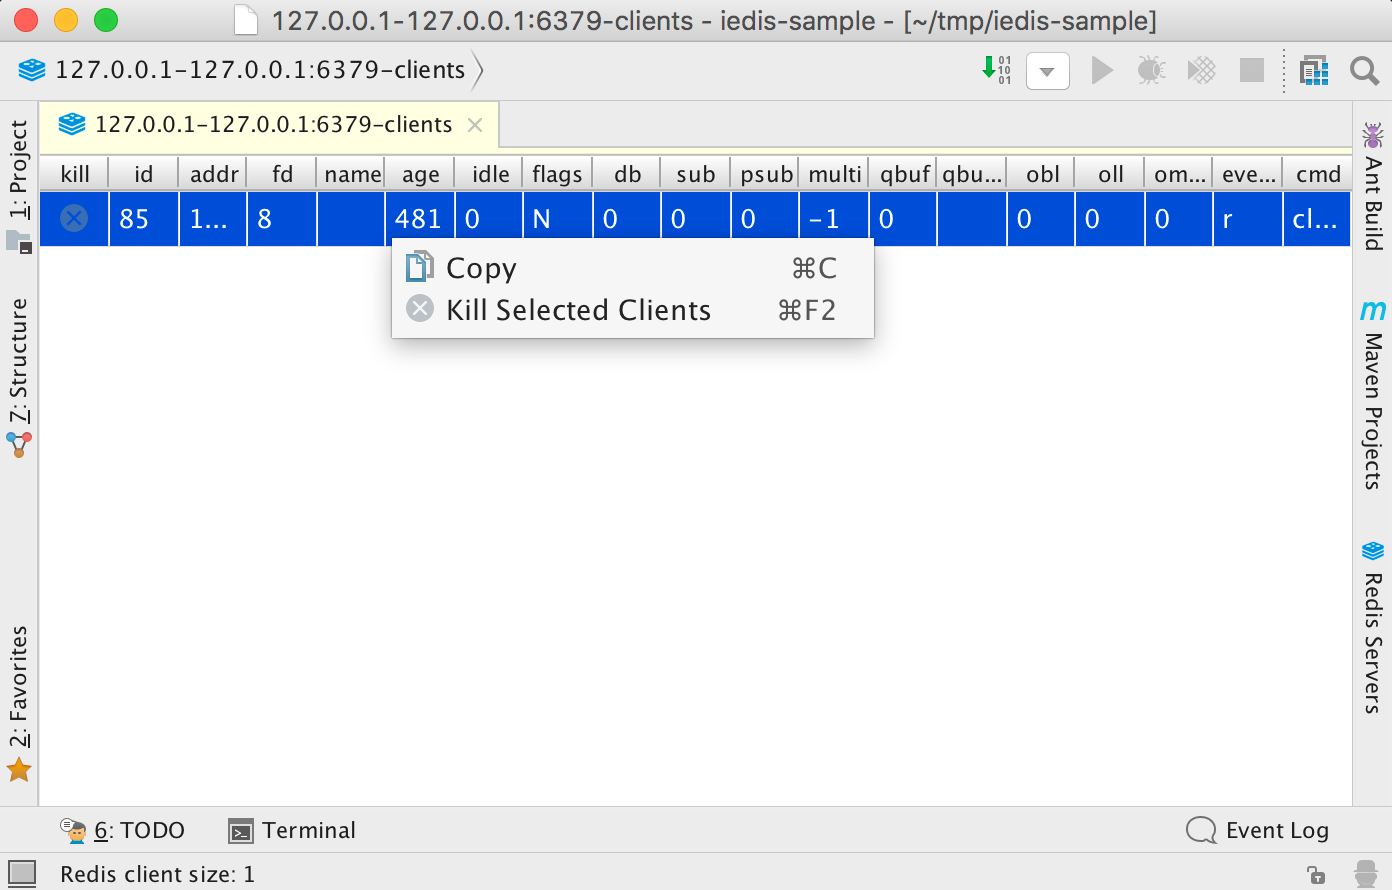 127.0.0.1-127.0.0.1:6379-clients - iedis-sample - [~/tmp/iedis-sample]
127.0.0.1-127.0.0.1:6379-clients
01
10
01
127.0.0.1-127.0.0.1:6379-clients
kill id addr fd name age idle flags db sub psub multi qbuf qbu... obl oll om... eve... cmd
85 1... 8 481 0 N 0 0 0 -1 0 0 0 0 r cl...
Copy ⌘C
Kill Selected Clients ⌘F2
1: Project
7: Structure
2: Favorites
Ant Build
m
Maven Projects
Redis Servers
6: TODO
Terminal
Event Log
Redis client size: 1